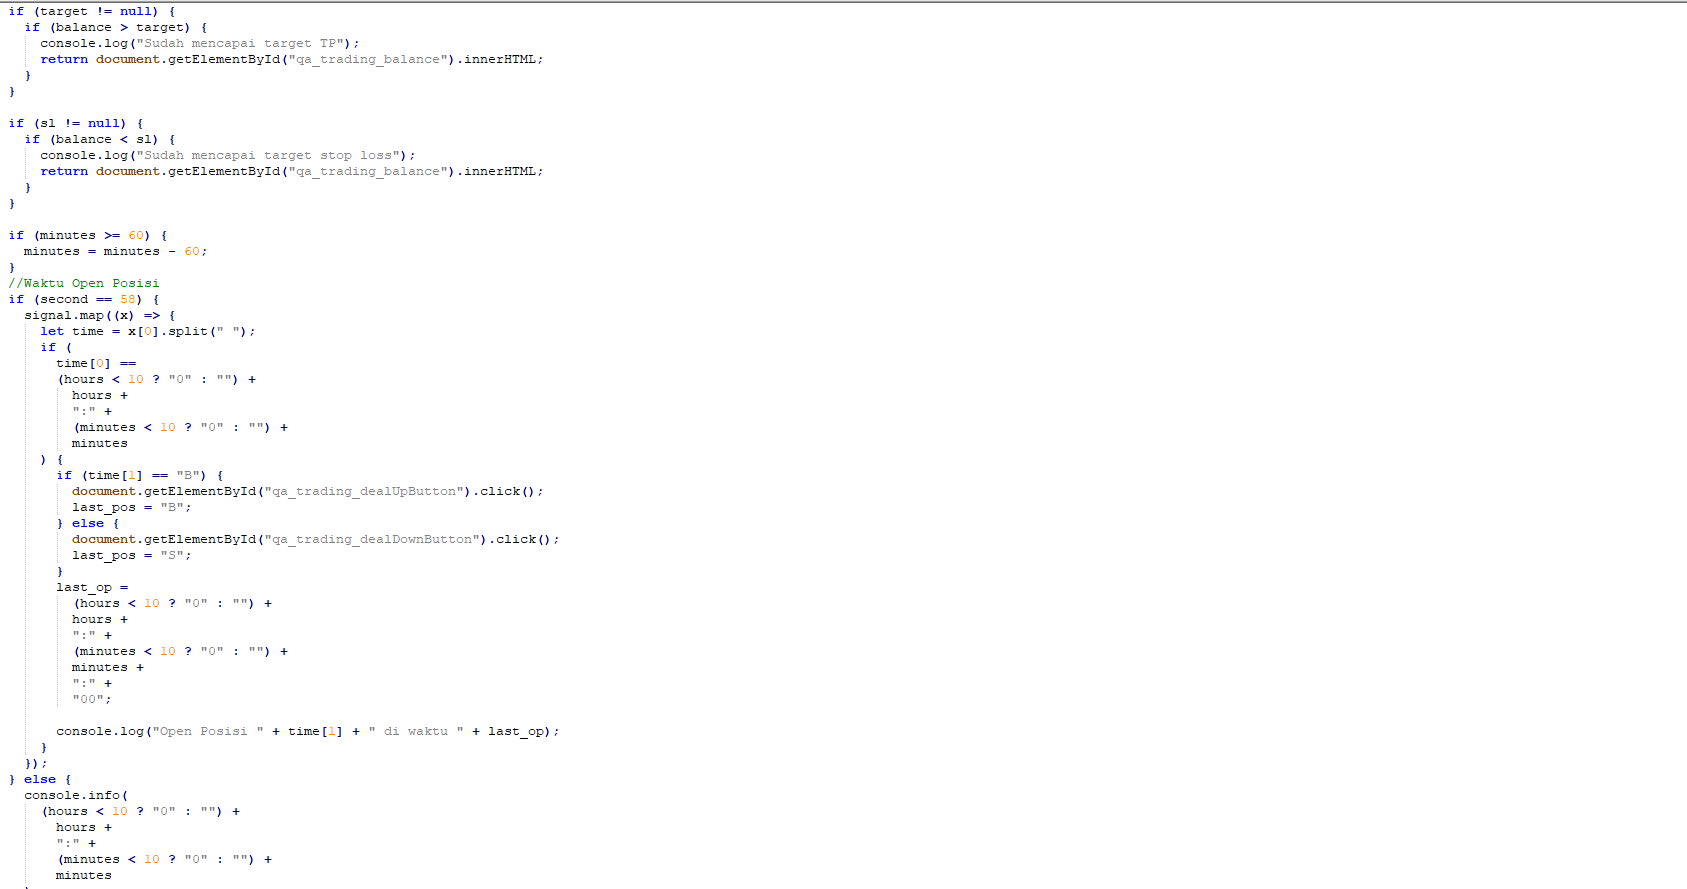 if (target != null) {
if (balance > target) {
console.log("Sudah mencapai target TP");
return document.getElementById("qa_trading_balance").innerHTML;
}
}
if (sl != null) {
if (balance < sl) {
console.log("Sudah mencapai target stop loss");
return document.getElementById("qa_trading_balance").innerHTML;
}
}
if (minutes >= 60) {
minutes = minutes - 60;
}
//Waktu Open Posisi
if (second == 58) {
signal.map((x) => {
let time = x[0].split(" ");
if (
time[0] ==
(hours < 10 ? "0" : "") +
hours +
":" +
(minutes < 10 ? "0" : "") +
minutes
) {
if (time[1] == "B") {
document.getElementById("qa_trading_dealUpButton").click();
last_pos = "B";
} else {
document.getElementById("qa_trading_dealDownButton").click();
last_pos = "S";
}
last_op =
(hours < 10 ? "0" : "") +
hours +
":" +
(minutes < 10 ? "0" : "") +
minutes +
":" +
"00";
console.log("Open Posisi " + time[1] + " di waktu " + last_op);
}
});
} else {
console.info(
(hours < 10 ? "0" : "") +
hours +
":" +
(minutes < 10 ? "0" : "") +
minutes